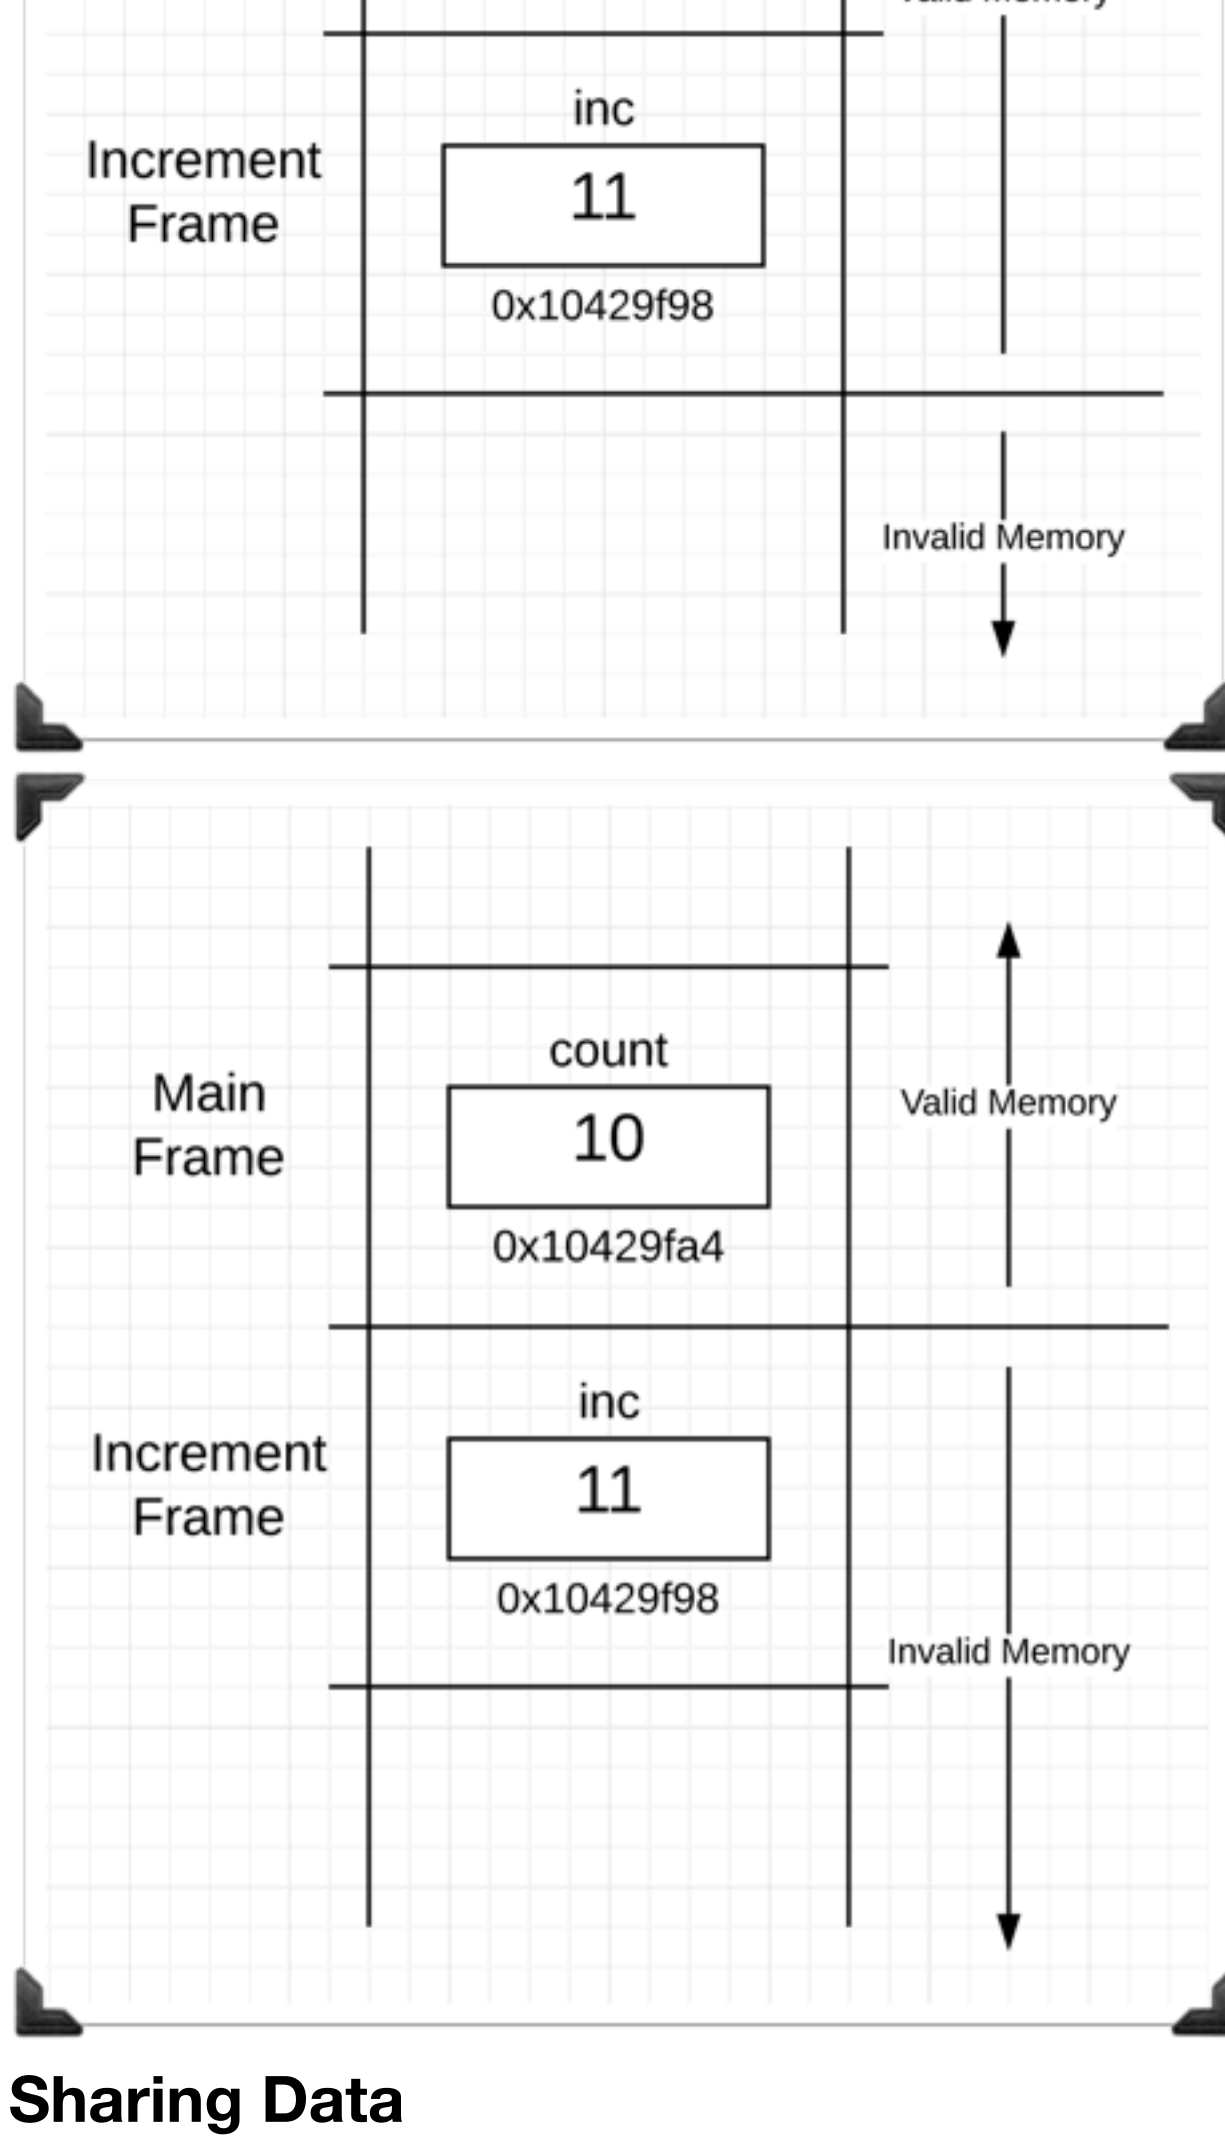 inc
Increment
Frame
11
0x10429f98
Invalid Memory
count
Main
Frame
10
Valid Memory
0x10429fa4
inc
Increment
Frame
11
0x10429f98
Invalid Memory
Sharing Data